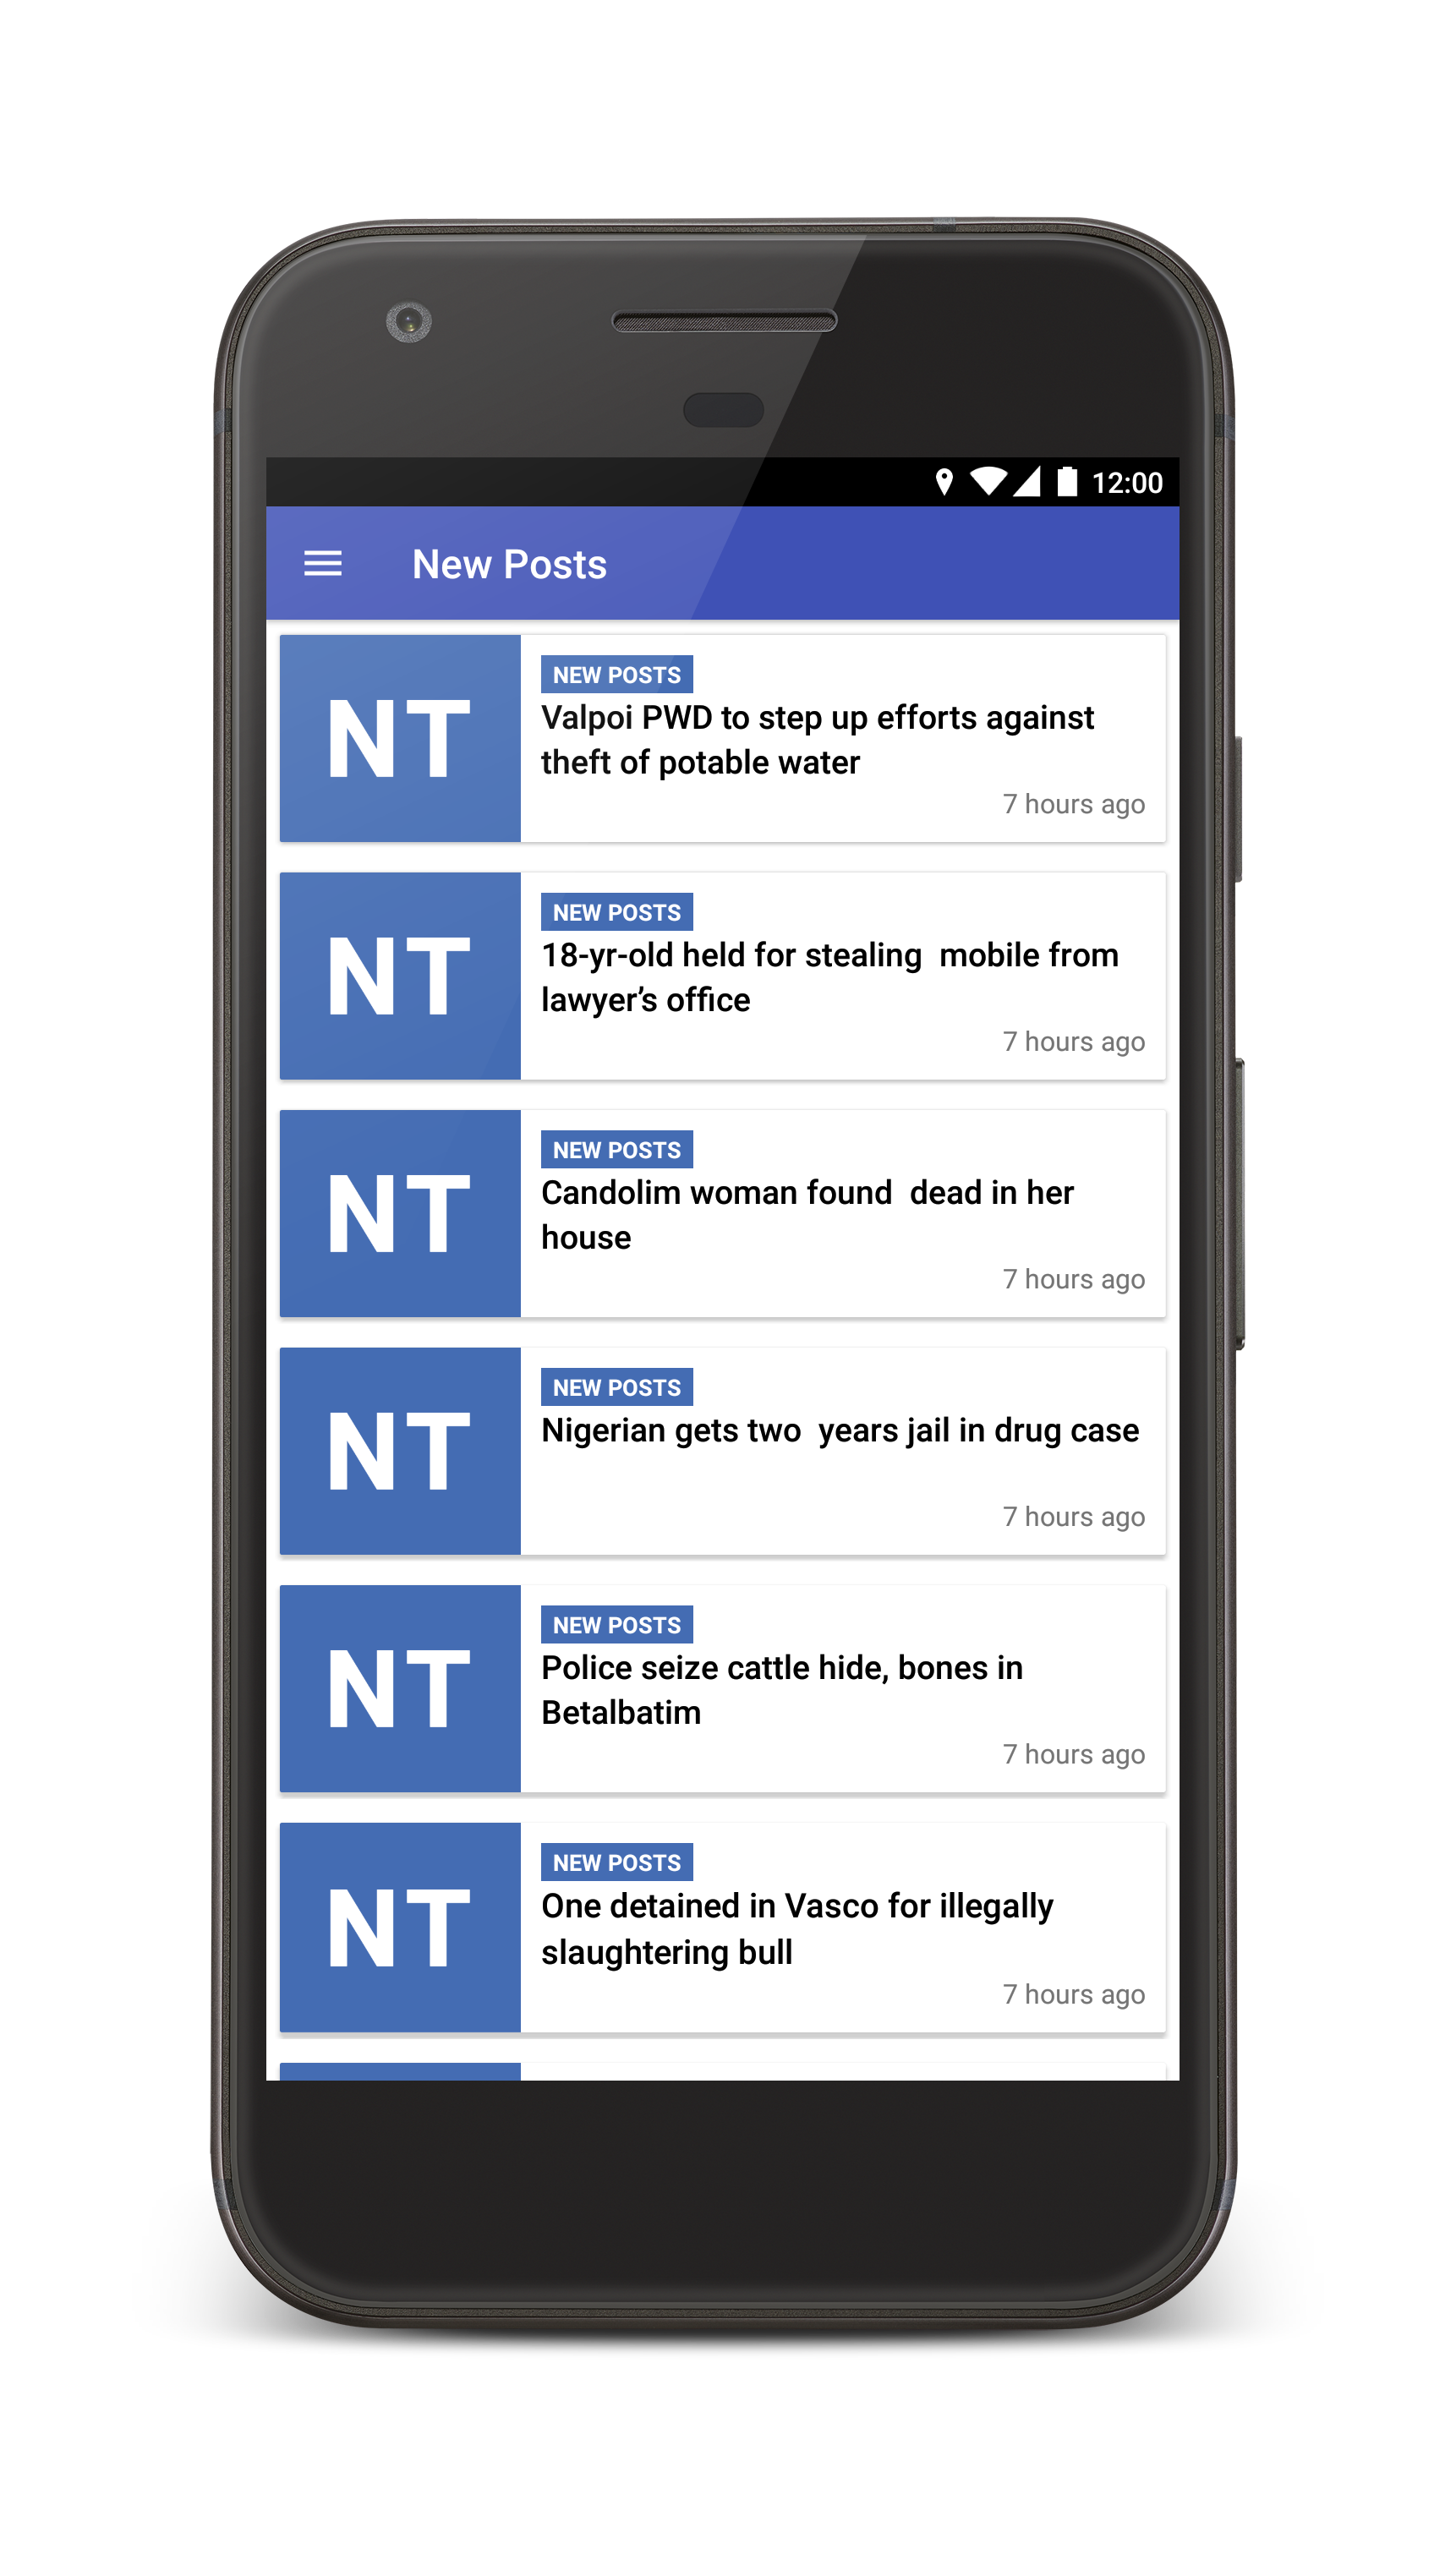 12:00
New Posts
NT
NEW POSTS
Valpoi PWD to step up efforts against
theft of potable water
7 hours ago
NT
NEW POSTS
18-yr-old held for stealing  mobile from
lawyer’s office
7 hours ago
NT
NEW POSTS
Candolim woman found  dead in her
house
7 hours ago
NT
NEW POSTS
Nigerian gets two  years jail in drug case
7 hours ago
NT
NEW POSTS
Police seize cattle hide, bones in
Betalbatim
7 hours ago
NT
NEW POSTS
One detained in Vasco for illegally
slaughtering bull
7 hours ago